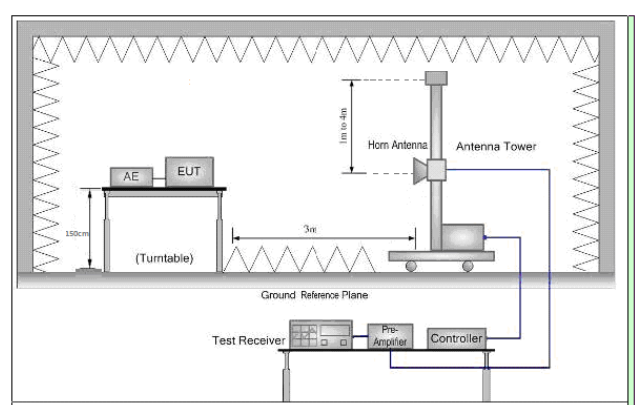 1m to 4m
Horn Antenna
Antenna Tower
AE
EUT
150cm
3m
(Turntable)
Ground Reference Plane
Test Receiver
Pre-
Amplifier
Controller